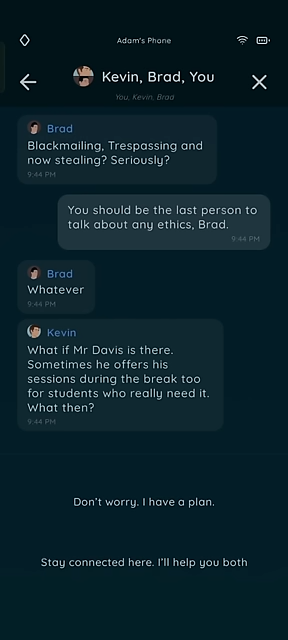 Adam's Phone
Kevin, Brad, You
You, Kevin, Brad
Brad
Blackmailing, Trespassing and
now stealing? Seriously?
9:44 PM
You should be the last person to
talk about any ethics, Brad.
9:44 PM
Brad
Whatever
9:44 PM
Kevin
What if Mr Davis is there.
Sometimes he offers his
sessions during the break too
for students who really need it.
What then?
9:44 PM
Don't worry. I have a plan.
Stay connected here. I'll help you both